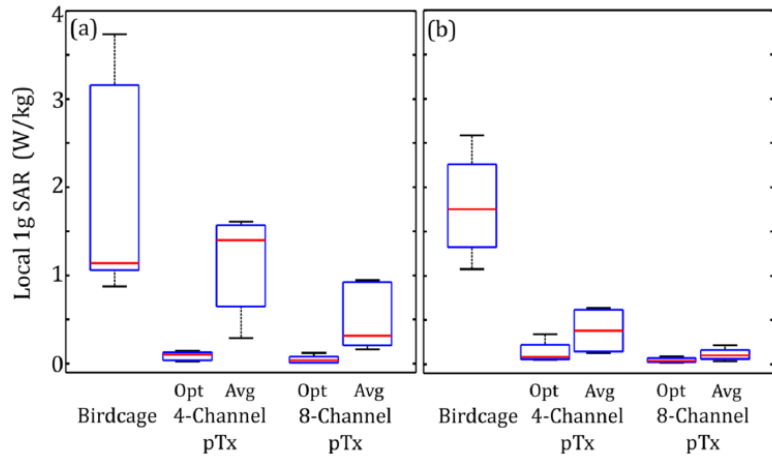 (a)
(b)
Local 1g SAR (W/kg)
4
3
2
1
0
Opt Avg Opt Avg Opt Avg Opt Avg
Birdcage 4-Channel 8-Channel Birdcage 4-Channel 8-Channel
pTx pTx pTx pTx